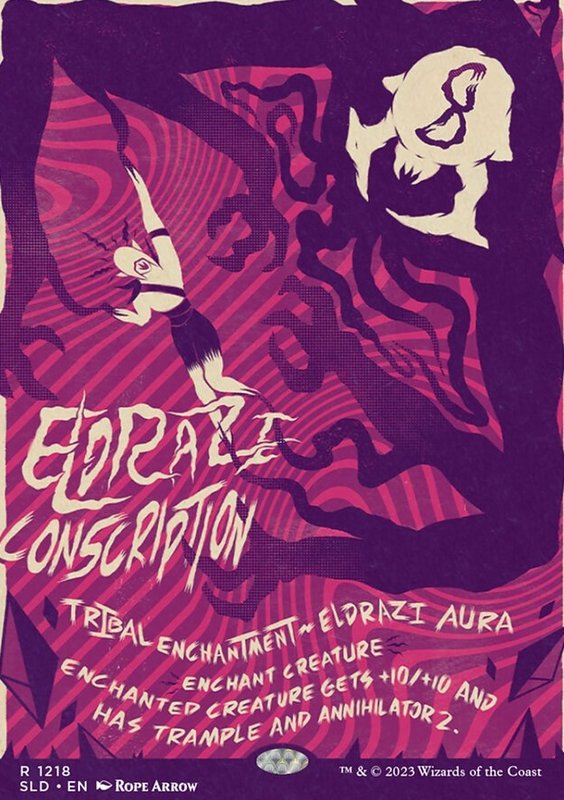 ELDRAZI
CONSCRIPTION
TRIBAL ENCHANTMENT ~ ELDRAZI AURA
ENCHANT CREATURE
ENCHANTED CREATURE GETS +10/+10 AND
HAS TRAMPLE AND ANNIHILATOR 2.
R 1218
SLD • EN ROPE ARROW
™ & © 2023 Wizards of the Coast